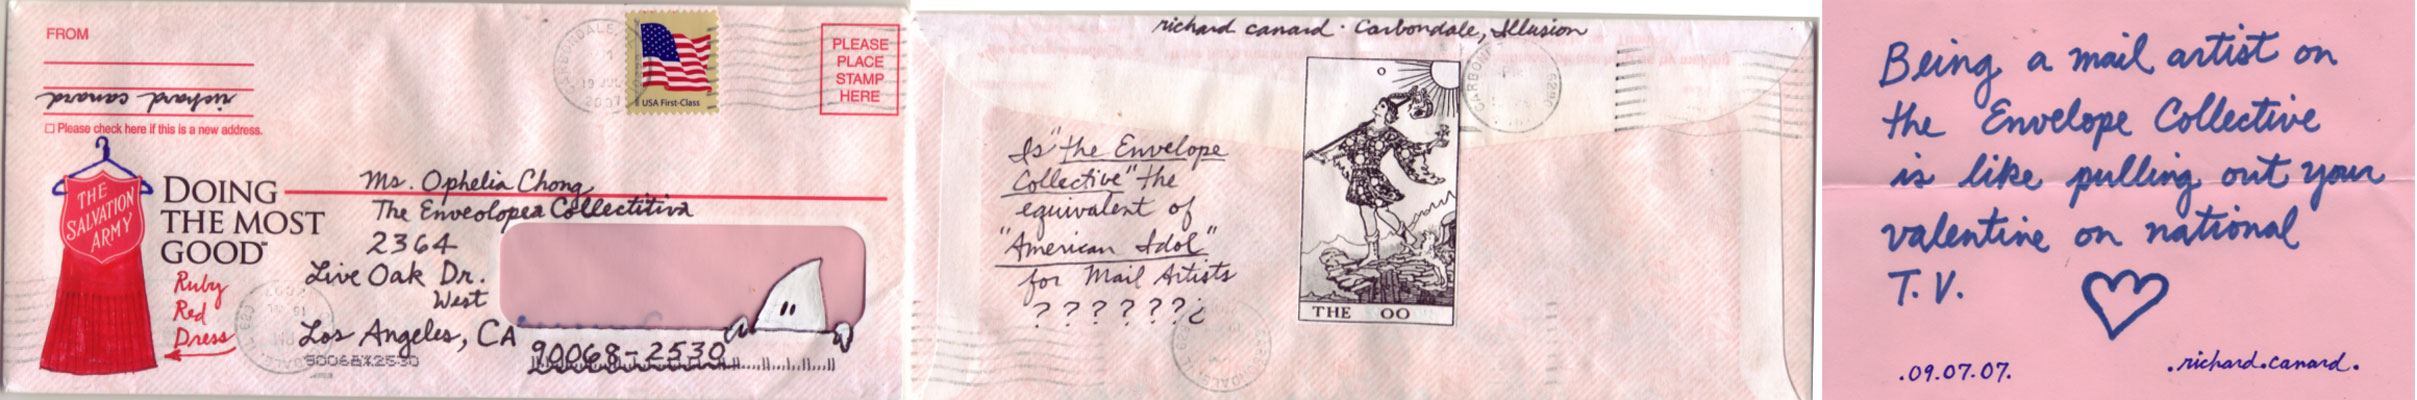 FROM
richard canard
Please check here if this is a new address.
THE
SALVATION
ARMY
DOING
THE MOST
GOOD
Ruby
Red
Dress
CARBONDALE,
19 JUL
2007
USA First-Class
PLEASE
PLACE
STAMP
HERE
Ms. Ophelia Chong
The Enveolopea Collectitiva
2364
Live Oak Dr.
West
Los Angeles, CA
90068-2530
90068%2530
richard canard · Carbondale, Illusion
Is "the Envelope
Collective" the
equivalent of
"American Idol"
for Mail Artists
??????¿
THE OO
Being a mail artist on
the Envelope Collective
is like pulling out your
valentine on national
T.V.
.09.07.07.
.richard.canard.